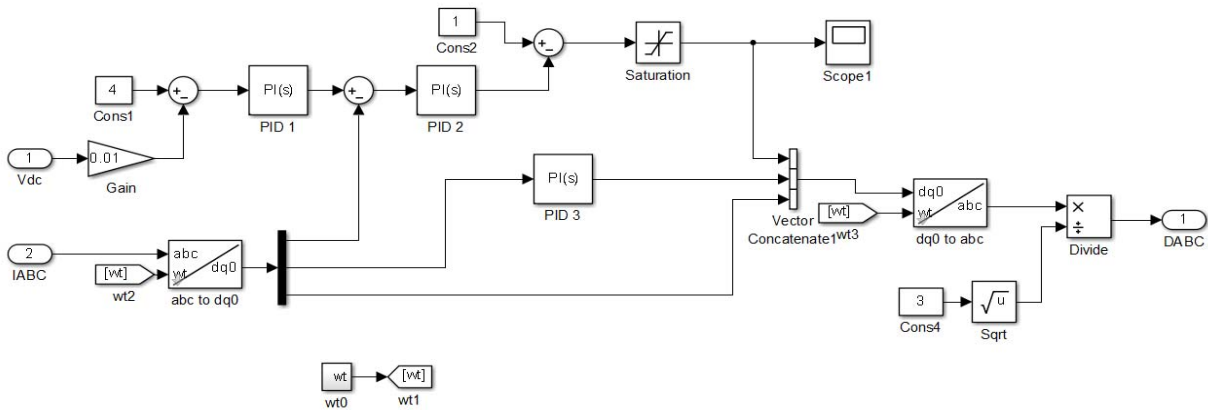 1
Cons2
+
−
Saturation
Scope1
4
Cons1
+
−
PI(s)
PID 1
+
−
PI(s)
PID 2
1
Vdc
0.01
Gain
PI(s)
PID 3
Vector
Concatenate1
[wt]
wt3
dq0
wt
abc
dq0 to abc
×
÷
Divide
1
DABC
2
IABC
[wt]
wt2
abc
wt
dq0
abc to dq0
3
Cons4
√u
Sqrt
wt
wt0
[wt]
wt1